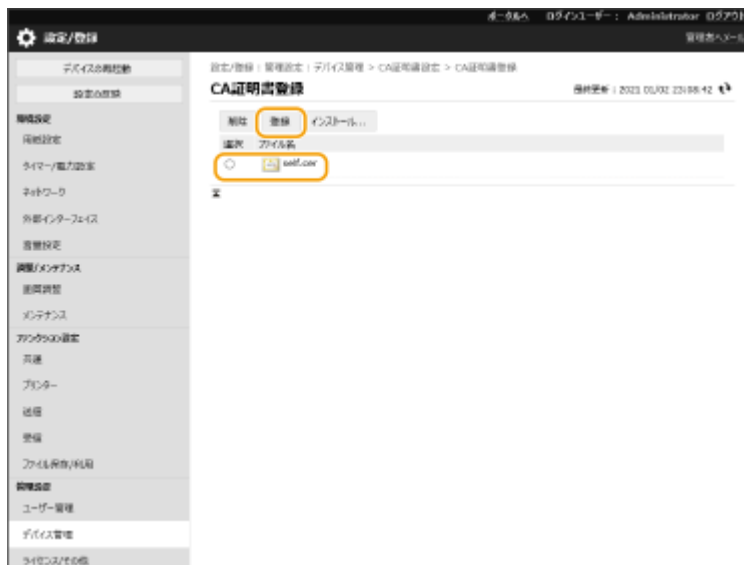 ポータルへ ログインユーザー： Administrator ログアウト
設定/登録
管理者へメール
デバイスの再起動
設定の反映
環境設定
用紙設定
タイマー/電力設定
ネットワーク
外部インターフェイス
音量設定
調整/メンテナンス
画質調整
メンテナンス
ファンクション設定
共通
プリンター
送信
受信
ファイル保存/利用
管理設定
ユーザー管理
デバイス管理
ライセンス/その他
設定/登録 : 管理設定 : デバイス管理 > CA証明書設定 > CA証明書登録
CA証明書登録
最終更新 : 2021 01/02 23:08:42
削除 登録 インストール...
選択 ファイル名
self.cer